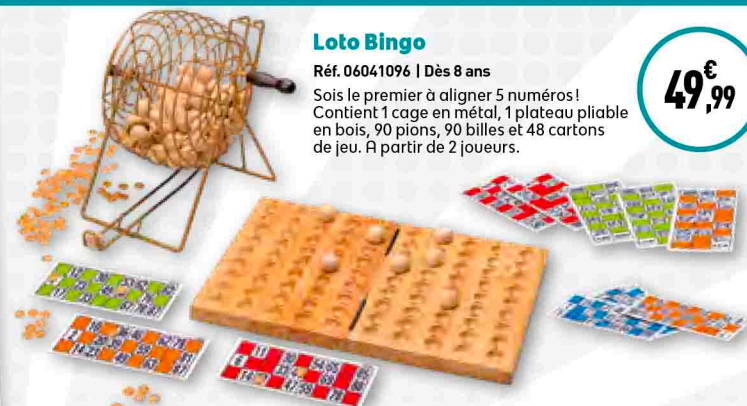 Loto Bingo
Réf. 06041096 | Dès 8 ans
Sois le premier à aligner 5 numéros !
Contient 1 cage en métal, 1 plateau pliable
en bois, 90 pions, 90 billes et 48 cartons
de jeu. A partir de 2 joueurs.
49€,99